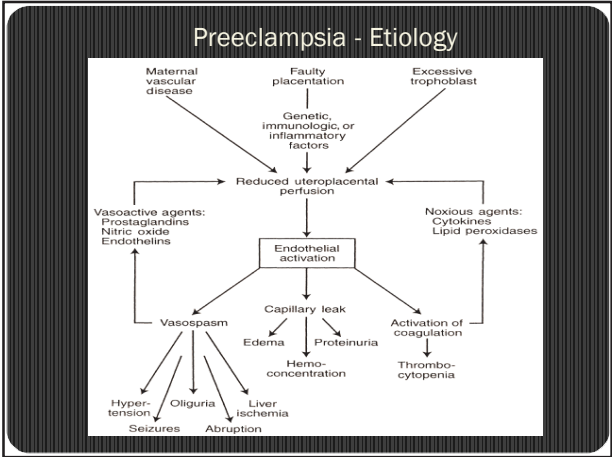 Preeclampsia - Etiology
Maternal
vascular
disease
Faulty
placentation
Excessive
trophoblast
Genetic,
immunologic, or
inflammatory
factors
Reduced uteroplacental
perfusion
Vasoactive agents:
Prostaglandins
Nitric oxide
Endothelins
Noxious agents:
Cytokines
Lipid peroxidases
Endothelial
activation
Vasospasm
Capillary leak
Activation of
coagulation
Edema
Proteinuria
Hemo-
concentration
Thrombo-
cytopenia
Hyper-
tension
Oliguria
Liver
ischemia
Seizures
Abruption